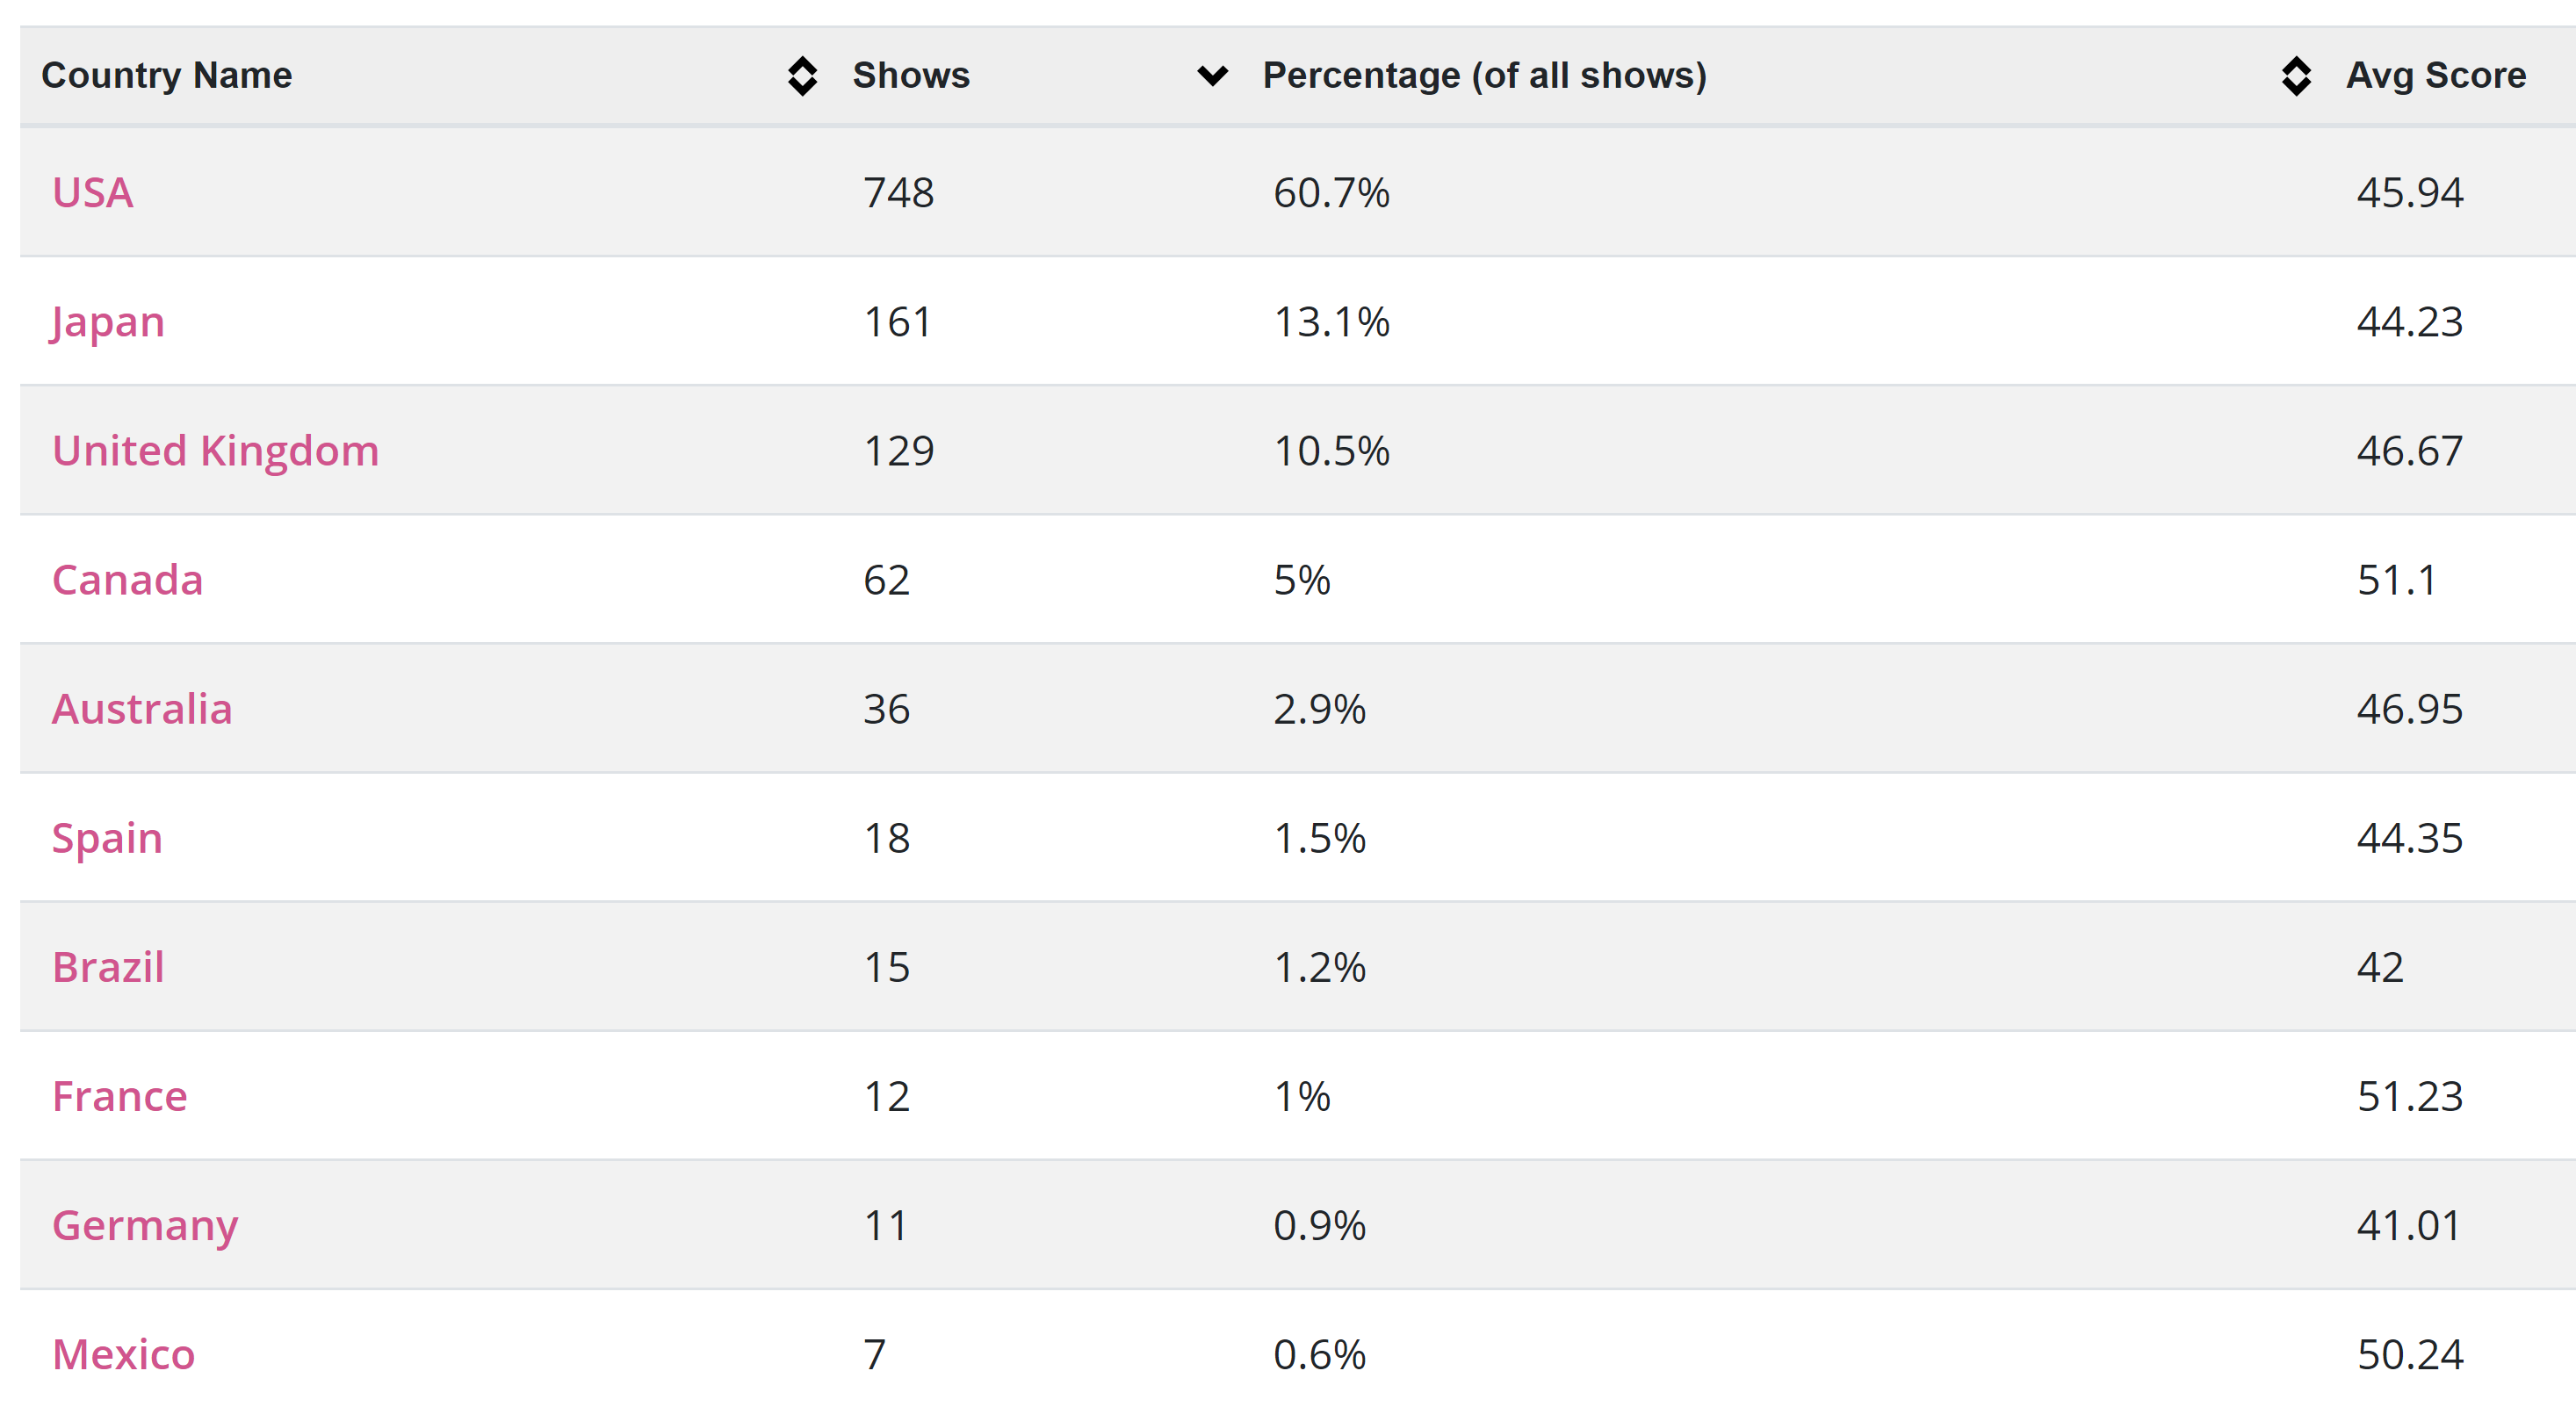 Country Name Shows Percentage (of all shows) Avg Score
USA 748 60.7% 45.94
Japan 161 13.1% 44.23
United Kingdom 129 10.5% 46.67
Canada 62 5% 51.1
Australia 36 2.9% 46.95
Spain 18 1.5% 44.35
Brazil 15 1.2% 42
France 12 1% 51.23
Germany 11 0.9% 41.01
Mexico 7 0.6% 50.24